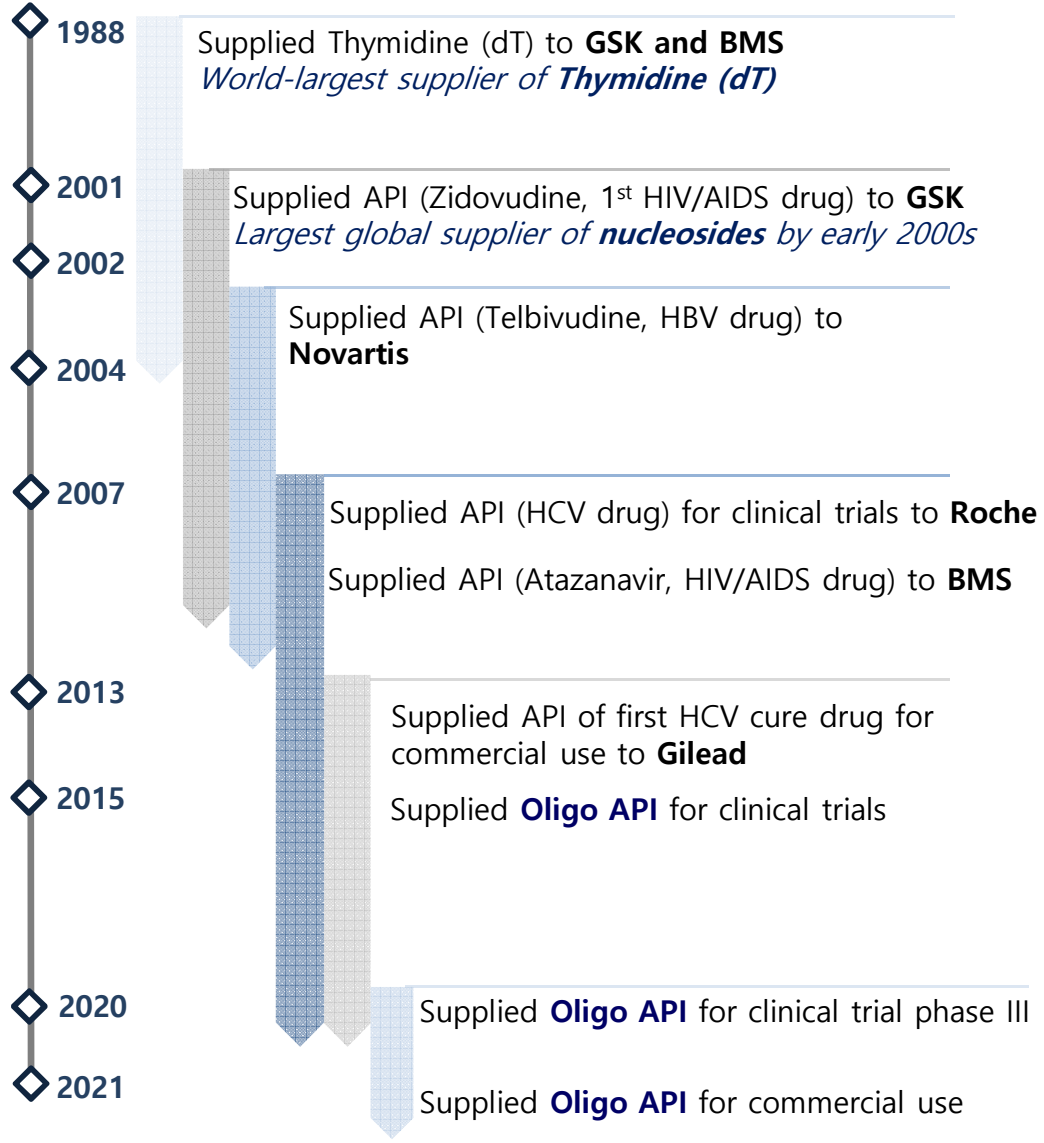 1988
Supplied Thymidine (dT) to GSK and BMS
World-largest supplier of Thymidine (dT)
2001
Supplied API (Zidovudine, 1st HIV/AIDS drug) to GSK
Largest global supplier of nucleosides by early 2000s
2002
Supplied API (Telbivudine, HBV drug) to
Novartis
2004
2007
Supplied API (HCV drug) for clinical trials to Roche
Supplied API (Atazanavir, HIV/AIDS drug) to BMS
2013
Supplied API of first HCV cure drug for
commercial use to Gilead
2015
Supplied Oligo API for clinical trials
2020
Supplied Oligo API for clinical trial phase III
2021
Supplied Oligo API for commercial use